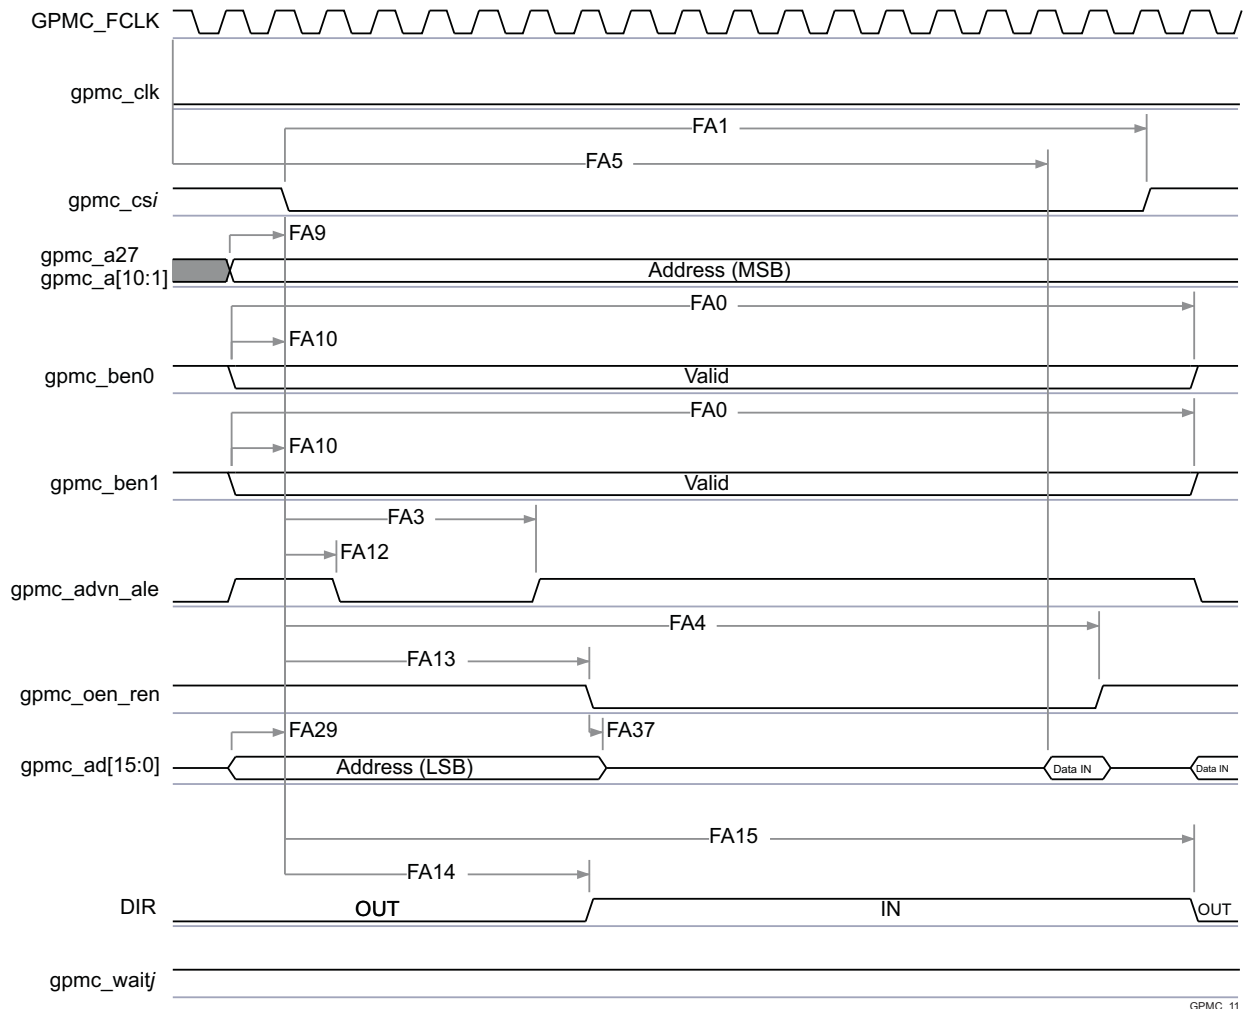 GPMC_FCLK
gpmc_clk
FA1
FA5
gpmc_csi
FA9
gpmc_a27
gpmc_a[10:1]
Address (MSB)
FA0
FA10
gpmc_ben0
Valid
FA0
FA10
gpmc_ben1
Valid
FA3
FA12
gpmc_advn_ale
FA4
FA13
gpmc_oen_ren
FA29
FA37
gpmc_ad[15:0]
Address (LSB)
Data IN
Data IN
FA15
FA14
DIR
OUT
IN
OUT
gpmc_waitj
GPMC_11